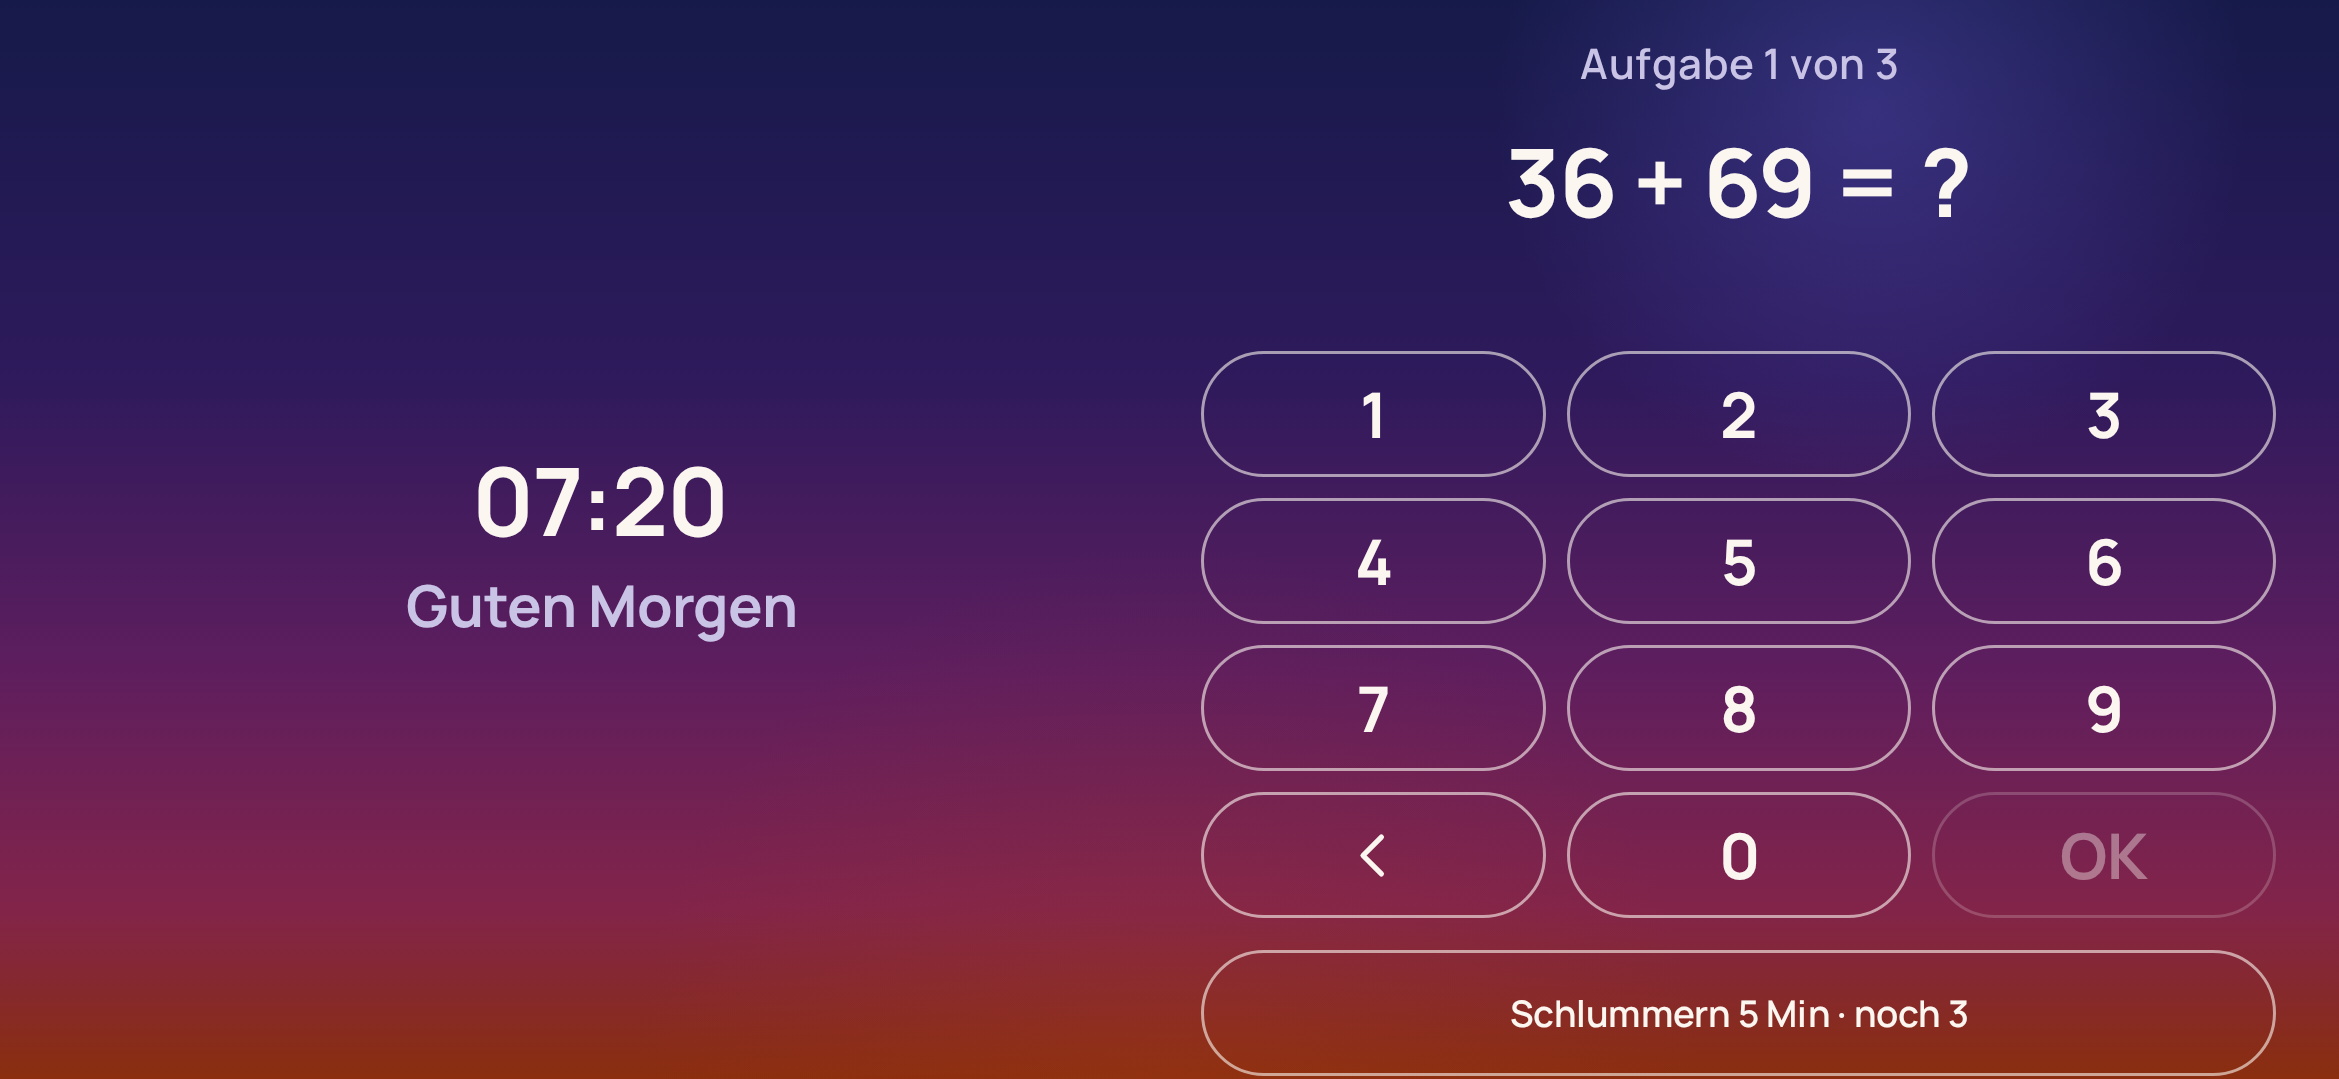 07:20
Guten Morgen
Aufgabe 1 von 3
36 + 69 = ?
1 2 3
4 5 6
7 8 9
< 0 OK
Schlummern 5 Min · noch 3